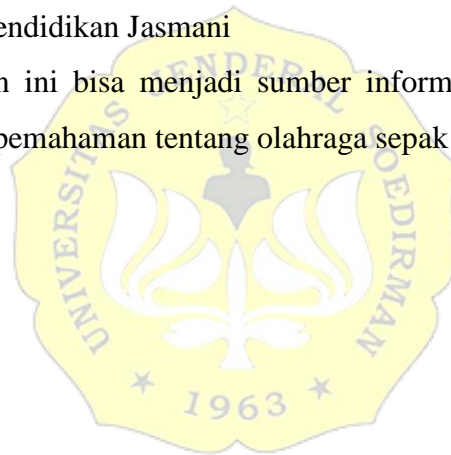 endidikan Jasmani
n ini bisa menjadi sumber inform
pemahaman tentang olahraga sepak
UNIVERSITAS JENDERAL SOEDIRMAN
1963